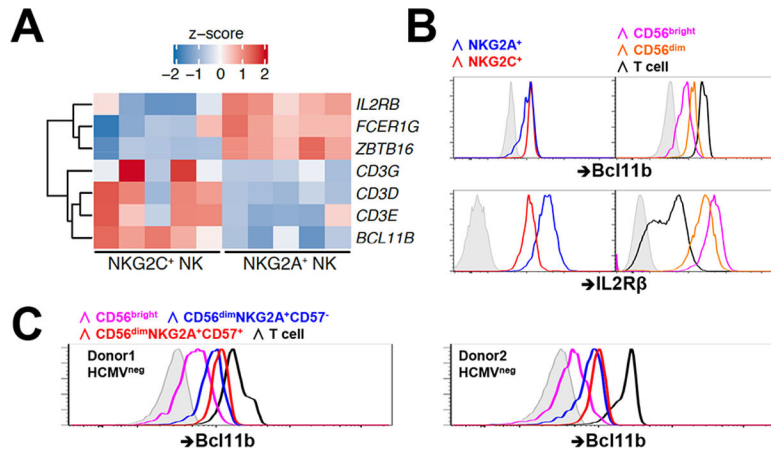 A
z-score
−2 −1 0 1 2
IL2RB
FCER1G
ZBTB16
CD3G
CD3D
CD3E
BCL11B
NKG2C⁺ NK NKG2A⁺ NK
B
NKG2A⁺
NKG2C⁺
CD56ᵇʳⁱᵍʰᵗ
CD56ᵈⁱᵐ
T cell
➔Bcl11b
➔IL2Rβ
C
CD56ᵇʳⁱᵍʰᵗ CD56ᵈⁱᵐNKG2A⁺CD57⁻
CD56ᵈⁱᵐNKG2A⁺CD57⁺ T cell
Donor1
HCMVⁿᵉᵍ
➔Bcl11b
Donor2
HCMVⁿᵉᵍ
➔Bcl11b